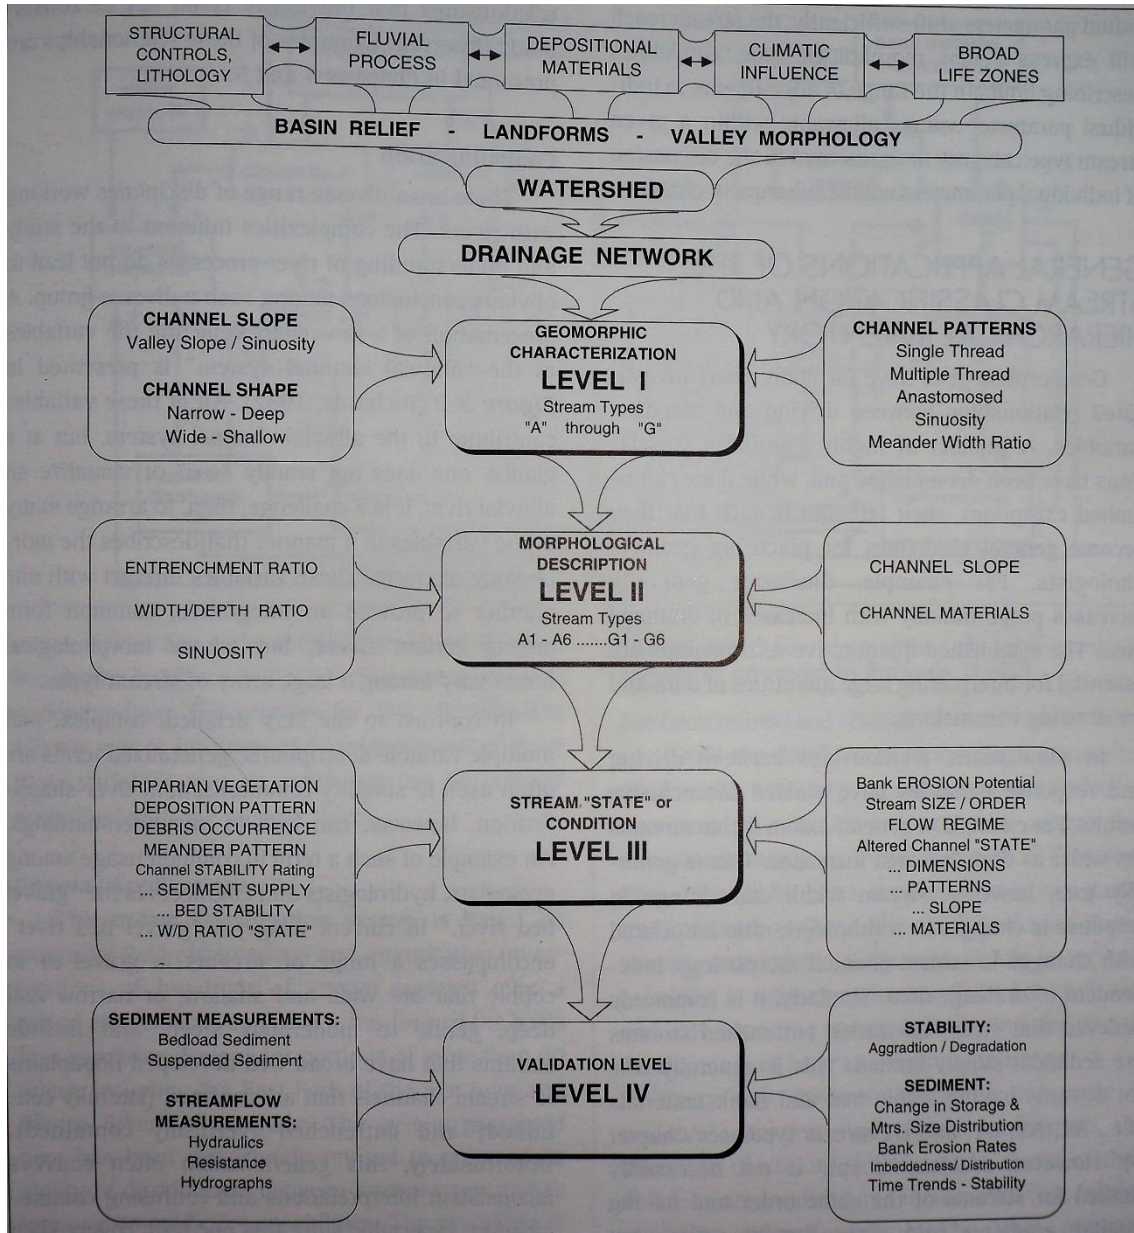 STRUCTURAL
CONTROLS,
LITHOLOGY
FLUVIAL
PROCESS
DEPOSITIONAL
MATERIALS
CLIMATIC
INFLUENCE
BROAD
LIFE ZONES
BASIN RELIEF - LANDFORMS - VALLEY MORPHOLOGY
WATERSHED
DRAINAGE NETWORK
CHANNEL SLOPE
Valley Slope / Sinuosity
CHANNEL SHAPE
Narrow - Deep
Wide - Shallow
GEOMORPHIC
CHARACTERIZATION
LEVEL I
Stream Types
"A" through "G"
CHANNEL PATTERNS
Single Thread
Multiple Thread
Anastomosed
Sinuosity
Meander Width Ratio
ENTRENCHMENT RATIO
WIDTH/DEPTH RATIO
SINUOSITY
MORPHOLOGICAL
DESCRIPTION
LEVEL II
Stream Types
A1 - A6 ......G1 - G6
CHANNEL SLOPE
CHANNEL MATERIALS
RIPARIAN VEGETATION
DEPOSITION PATTERN
DEBRIS OCCURRENCE
MEANDER PATTERN
Channel STABILITY Rating
... SEDIMENT SUPPLY
... BED STABILITY
... W/D RATIO "STATE"
STREAM "STATE" or
CONDITION
LEVEL III
Bank EROSION Potential
Stream SIZE / ORDER
FLOW REGIME
Altered Channel "STATE"
... DIMENSIONS
... PATTERNS
... SLOPE
... MATERIALS
SEDIMENT MEASUREMENTS:
Bedload Sediment
Suspended Sediment
STREAMFLOW
MEASUREMENTS:
Hydraulics
Resistance
Hydrographs
VALIDATION LEVEL
LEVEL IV
STABILITY:
Aggradtion / Degradation
SEDIMENT:
Change in Storage &
Mtrs. Size Distribution
Bank Erosion Rates
Imbeddedness/ Distribution
Time Trends - Stability